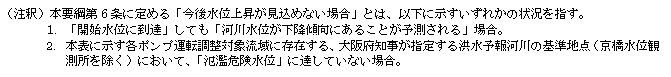 （注釈）本要綱第6条に定める「今後水位上昇が見込めない場合」とは、以下に示すいずれかの状況を指す。
1. 「開始水位に到達」しても「河川水位が下降傾向にあることが予測される」場合。
2. 本表に示す各ポンプ運転調整対象流域に存在する、大阪府知事が指定する洪水予報河川の基準地点（京橋水位観
測所を除く）において、「氾濫危険水位」に達していない場合。